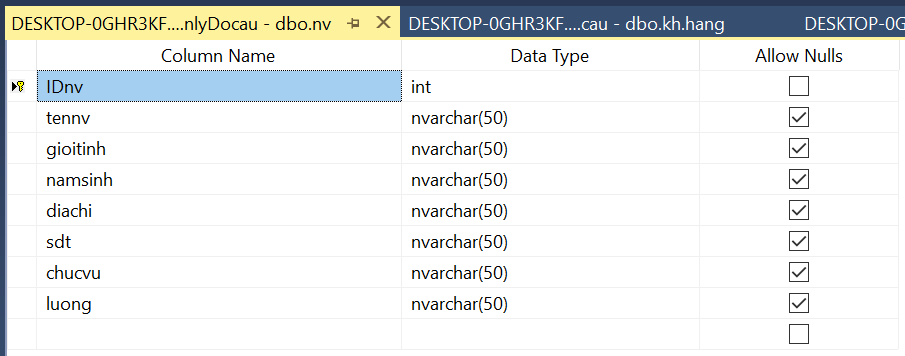 DESKTOP-0GHR3KF....nlyDocau - dbo.nv DESKTOP-0GHR3KF....cau - dbo.kh.hang DESKTOP-0G
Column Name Data Type Allow Nulls
IDnv int
tennv nvarchar(50)
gioitinh nvarchar(50)
namsinh nvarchar(50)
diachi nvarchar(50)
sdt nvarchar(50)
chucvu nvarchar(50)
luong nvarchar(50)